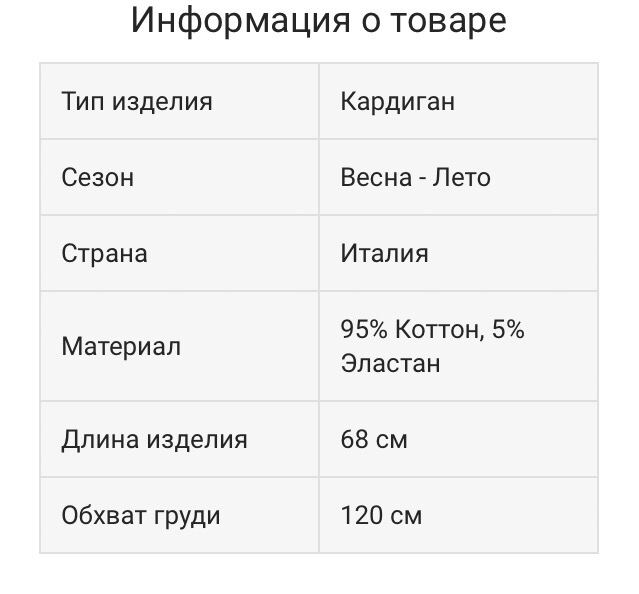 Информация о товаре
Тип изделия
Кардиган
Сезон
Весна - Лето
Страна
Италия
Материал
95% Коттон, 5%
Эластан
Длина изделия
68 см
Обхват груди
120 см